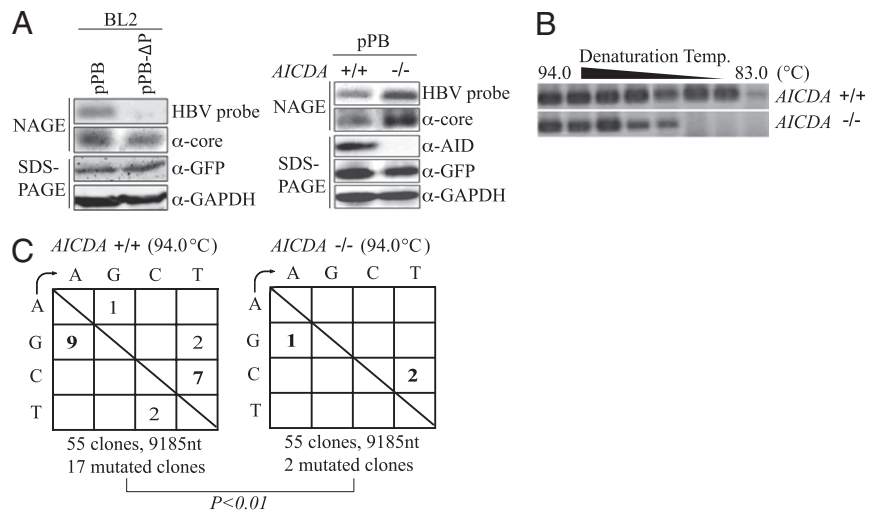 A
BL2
pPB
pPB-ΔP
NAGE
HBV probe
α-core
SDS-PAGE
α-GFP
α-GAPDH
pPB
AICDA +/+ -/-
NAGE
HBV probe
α-core
SDS-PAGE
α-AID
α-GFP
α-GAPDH
B
Denaturation Temp.
94.0 83.0 (°C)
AICDA +/+
AICDA -/-
C
AICDA +/+ (94.0°C)
A G C T
A 1
G 9 2
C 7
T 2
55 clones, 9185nt
17 mutated clones
AICDA -/- (94.0°C)
A G C T
A
G 1
C 2
T
55 clones, 9185nt
2 mutated clones
P<0.01